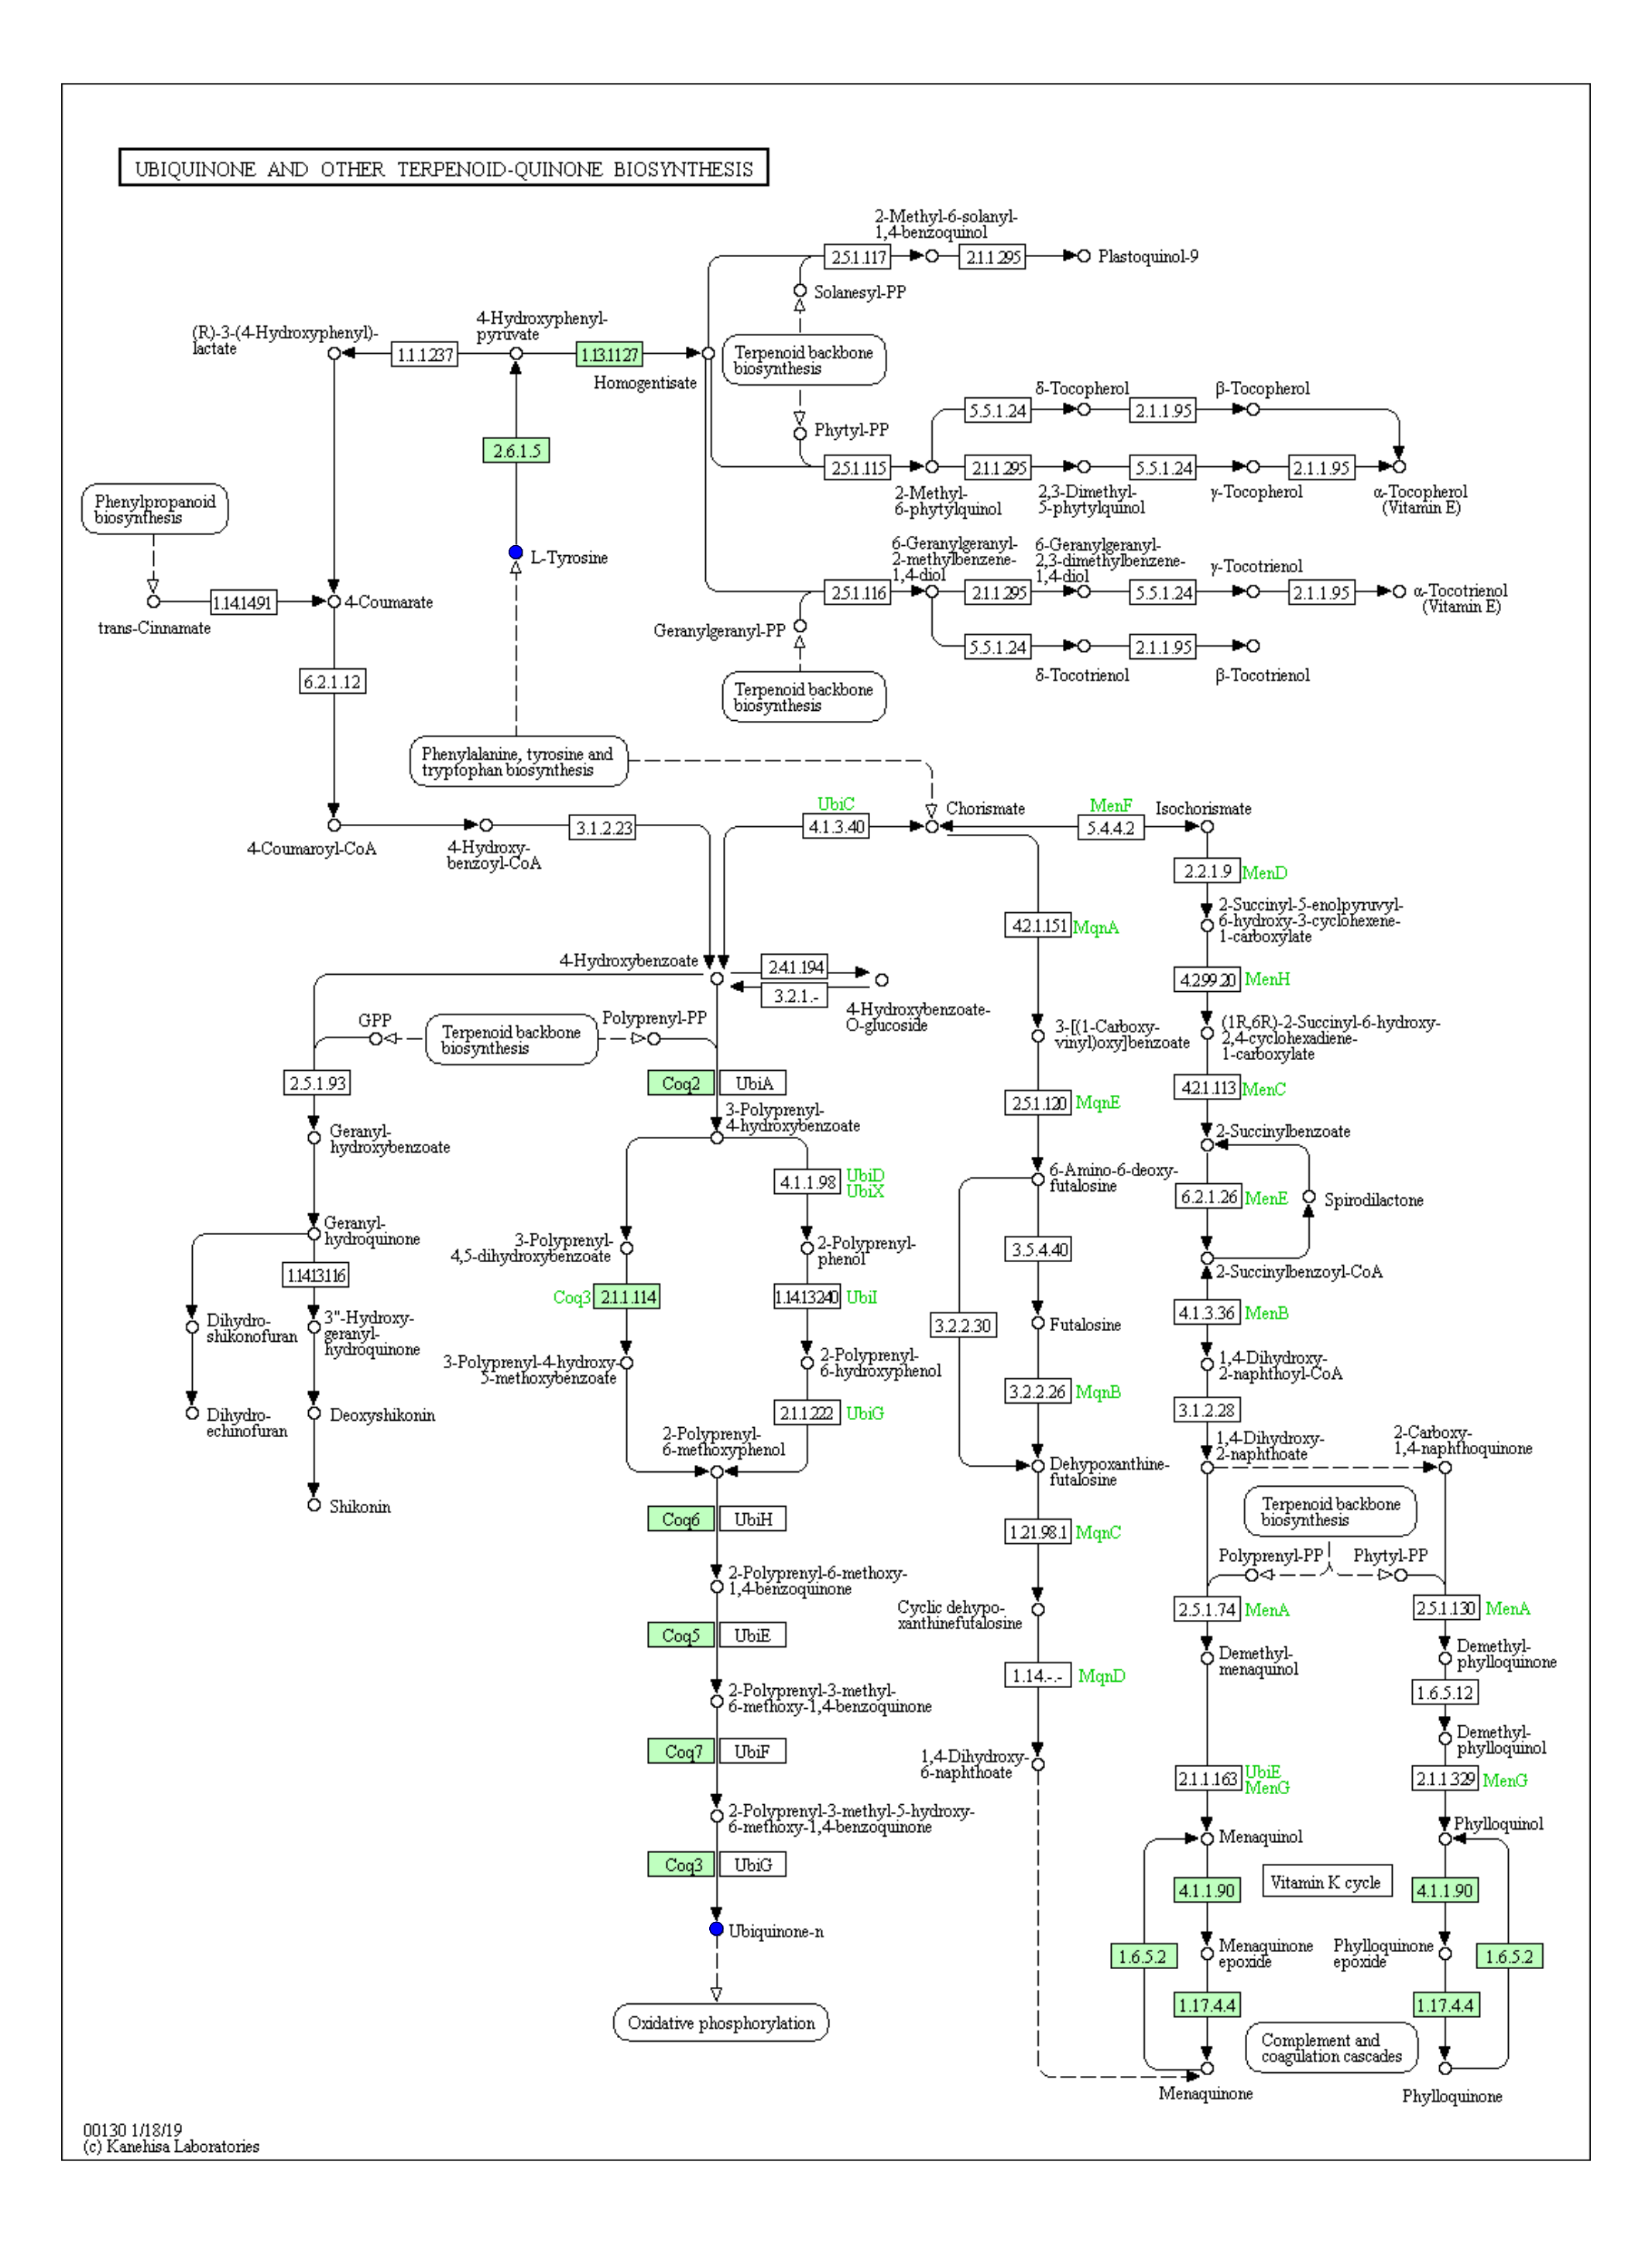 UBIQUINONE AND OTHER TERPENOID-QUINONE BIOSYNTHESIS
2-Methyl-6-solanyl-
1,4-benzoquinol
2.5.1.117
2.1.1.295
Plastoquinol-9
Solanesyl-PP
(R)-3-(4-Hydroxyphenyl)-
lactate
4-Hydroxyphenyl-
pyruvate
1.1.1.237
1.13.11.27
Homogentisate
Terpenoid backbone
biosynthesis
δ-Tocopherol
β-Tocopherol
5.5.1.24
2.1.1.95
Phytyl-PP
2.6.1.5
2.5.1.115
2.1.1.295
5.5.1.24
2.1.1.95
2-Methyl-
6-phytylquinol
2,3-Dimethyl-
5-phytylquinol
γ-Tocopherol
α-Tocopherol
(Vitamin E)
Phenylpropanoid
biosynthesis
L-Tyrosine
6-Geranylgeranyl-
2-methylbenzene-
1,4-diol
6-Geranylgeranyl-
2,3-dimethylbenzene-
1,4-diol
γ-Tocotrienol
1.14.14.91
4-Coumarate
trans-Cinnamate
2.5.1.116
2.1.1.295
5.5.1.24
2.1.1.95
α-Tocotrienol
(Vitamin E)
Geranylgeranyl-PP
5.5.1.24
2.1.1.95
δ-Tocotrienol
β-Tocotrienol
6.2.1.12
Terpenoid backbone
biosynthesis
Phenylalanine, tyrosine and
tryptophan biosynthesis
UbiC
4.1.3.40
Chorismate
MenF
5.4.4.2
Isochorismate
4-Coumaroyl-CoA
4-Hydroxy-
benzoyl-CoA
3.1.2.23
2.2.1.9
MenD
4.2.1.151
MqnA
2-Succinyl-5-enolpyruvyl-
6-hydroxy-3-cyclohexene-
1-carboxylate
4-Hydroxybenzoate
2.4.1.194
3.2.1.-
4-Hydroxybenzoate-
O-glucoside
4.2.99.20
MenH
GPP
Terpenoid backbone
biosynthesis
Polyprenyl-PP
3-[(1-Carboxy-
vinyl)oxy]benzoate
(1R,6R)-2-Succinyl-6-hydroxy-
2,4-cyclohexadiene-
1-carboxylate
2.5.1.93
Coq2
UbiA
2.5.1.120
MqnE
4.2.1.113
MenC
3-Polyprenyl-
4-hydroxybenzoate
Geranyl-
hydroxybenzoate
2-Succinylbenzoate
4.1.1.98
UbiD
UbiX
6-Amino-6-deoxy-
futalosine
6.2.1.26
MenE
Spirodilactone
Geranyl-
hydroquinone
3-Polyprenyl-
4,5-dihydroxybenzoate
2-Polyprenyl-
phenol
3.5.4.40
2-Succinylbenzoyl-CoA
1.14.13.116
Coq3
2.1.1.114
1.14.13.240
UbiI
4.1.3.36
MenB
Dihydro-
shikonofuran
3"-Hydroxy-
geranyl-
hydroquinone
3.2.2.30
Futalosine
3-Polyprenyl-4-hydroxy-
5-methoxybenzoate
2-Polyprenyl-
6-hydroxyphenol
1,4-Dihydroxy-
2-naphthoyl-CoA
3.2.2.26
MqnB
Dihydro-
echinofuran
Deoxyshikonin
2.1.1.222
UbiG
3.1.2.28
2-Polyprenyl-
6-methoxyphenol
1,4-Dihydroxy-
2-naphthoate
2-Carboxy-
1,4-naphthoquinone
Dehypoxanthine-
futalosine
Shikonin
Coq6
UbiH
1.21.98.1
MqnC
Terpenoid backbone
biosynthesis
Polyprenyl-PP
Phytyl-PP
2-Polyprenyl-6-methoxy-
1,4-benzoquinone
Cyclic dehypo-
xanthinefutalosine
2.5.1.74
MenA
2.5.1.130
MenA
Coq5
UbiE
Demethyl-
menaquinol
Demethyl-
phylloquinone
1.14.-.-
MqnD
1.6.5.12
2-Polyprenyl-3-methyl-
6-methoxy-1,4-benzoquinone
Demethyl-
phylloquinol
Coq7
UbiF
1,4-Dihydroxy-
6-naphthoate
2.1.1.163
UbiE
MenG
2.1.1.329
MenG
2-Polyprenyl-3-methyl-5-hydroxy-
6-methoxy-1,4-benzoquinone
Menaquinol
Phylloquinol
Coq3
UbiG
4.1.1.90
Vitamin K cycle
4.1.1.90
Ubiquinone-n
1.6.5.2
Menaquinone
epoxide
Phylloquinone
epoxide
1.6.5.2
1.17.4.4
1.17.4.4
Oxidative phosphorylation
Complement and
coagulation cascades
Menaquinone
Phylloquinone
00130 1/18/19
(c) Kanehisa Laboratories